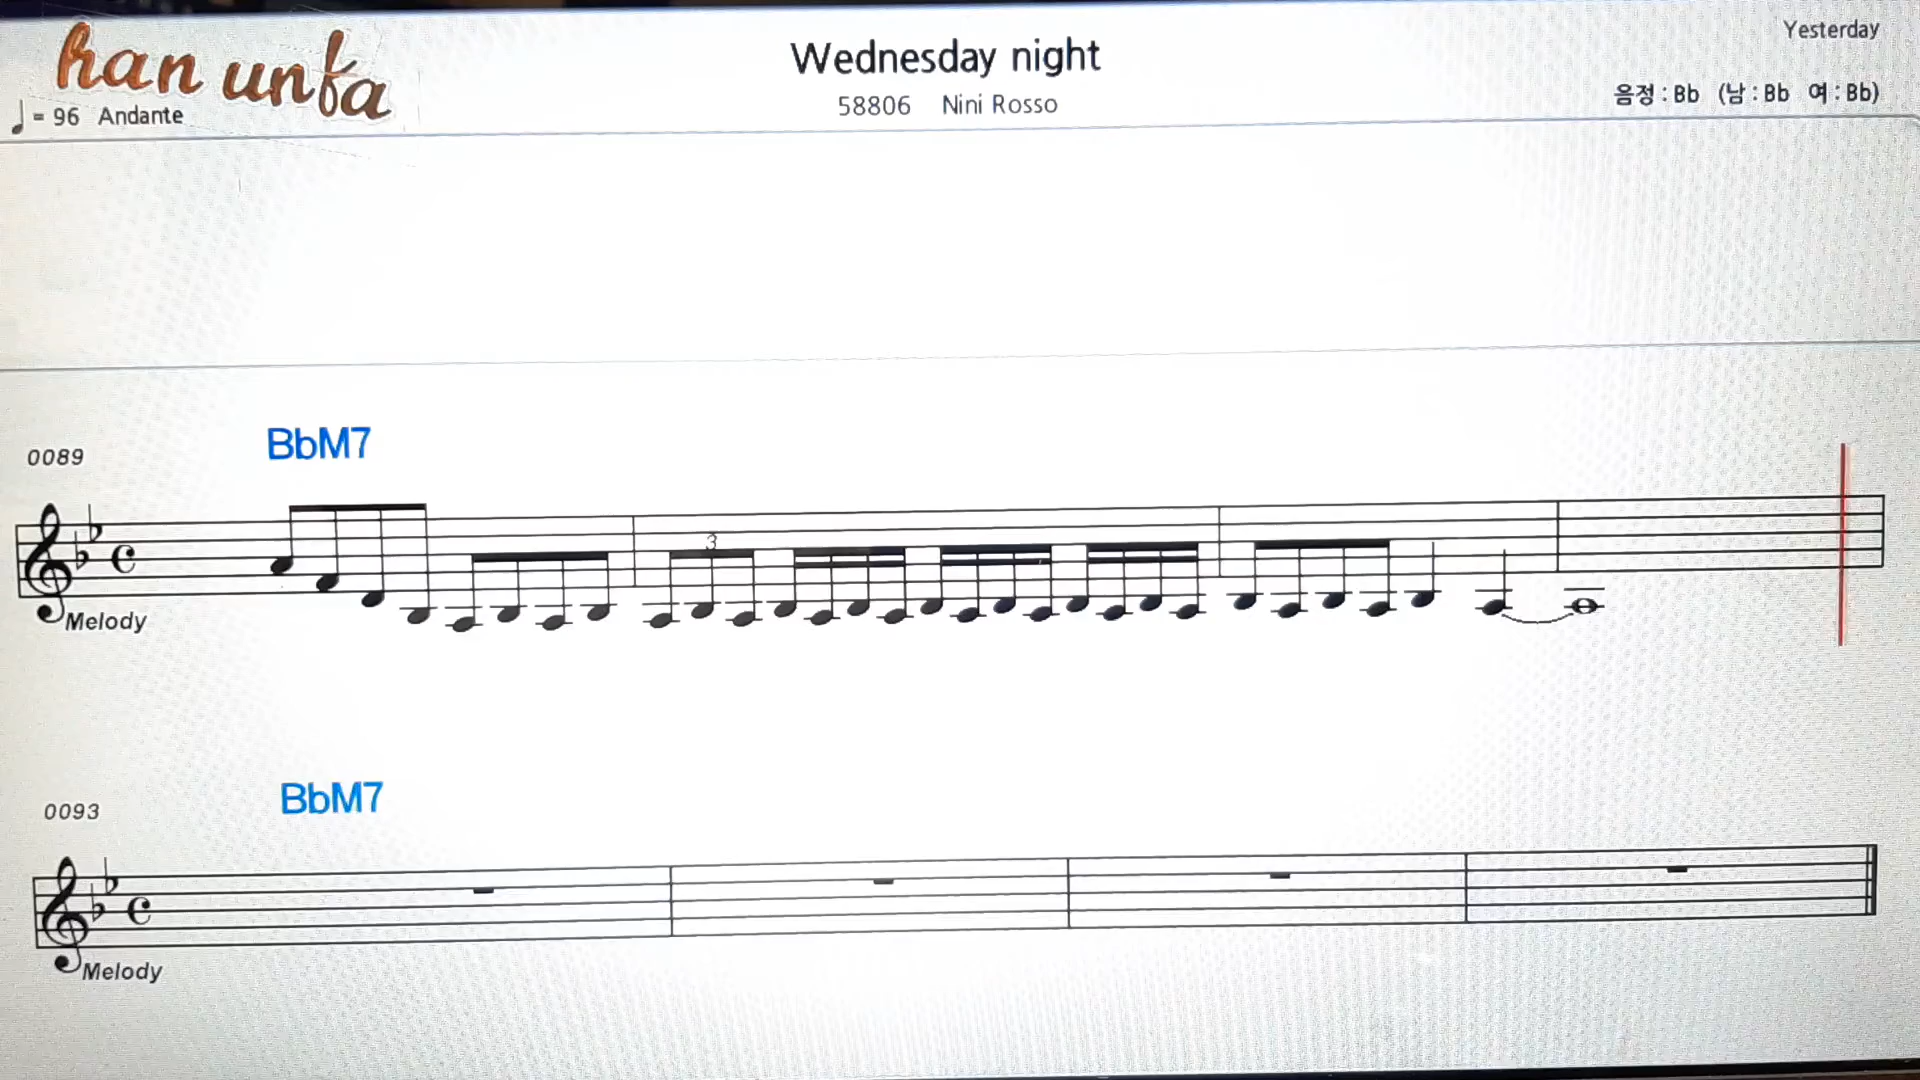 han unfa
Wednesday night
Yesterday
♩ = 96 Andante
58806 Nini Rosso
음정 : Bb (남 : Bb 여 : Bb)
BbM7
0089
3
Melody
BbM7
0093
Melody